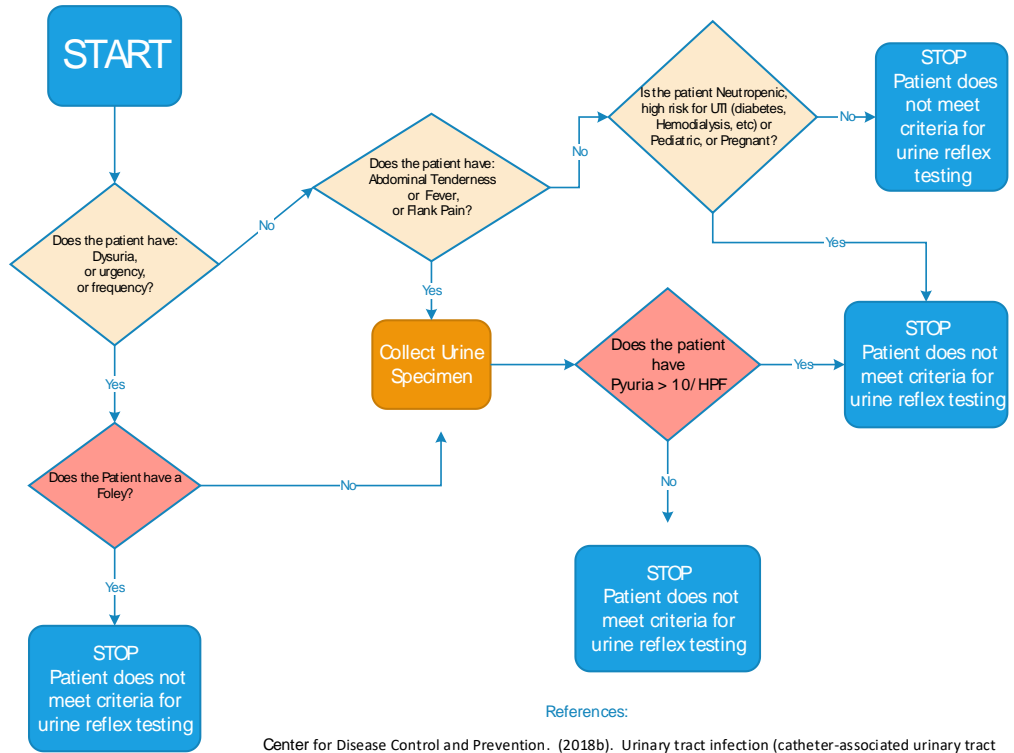 START
Does the patient have:
Dysuria,
or urgency,
or frequency?
No
Does the patient have:
Abdominal Tenderness
or Fever,
or Flank Pain?
No
Is the patient Neutropenic,
high risk for UTI (diabetes,
Hemodialysis, etc) or
Pediatric, or Pregnant?
No
STOP
Patient does
not meet
criteria for
urine reflex
testing
Yes
Yes
Collect Urine
Specimen
Does the patient
have
Pyuria > 10/HPF
Yes
STOP
Patient does not
meet criteria for
urine reflex testing
Yes
Does the Patient have a
Foley?
No
No
STOP
Patient does not
meet criteria for
urine reflex testing
Yes
STOP
Patient does not
meet criteria for
urine reflex testing
References:
Center for Disease Control and Prevention. (2018b). Urinary tract infection (catheter-associated urinary tract